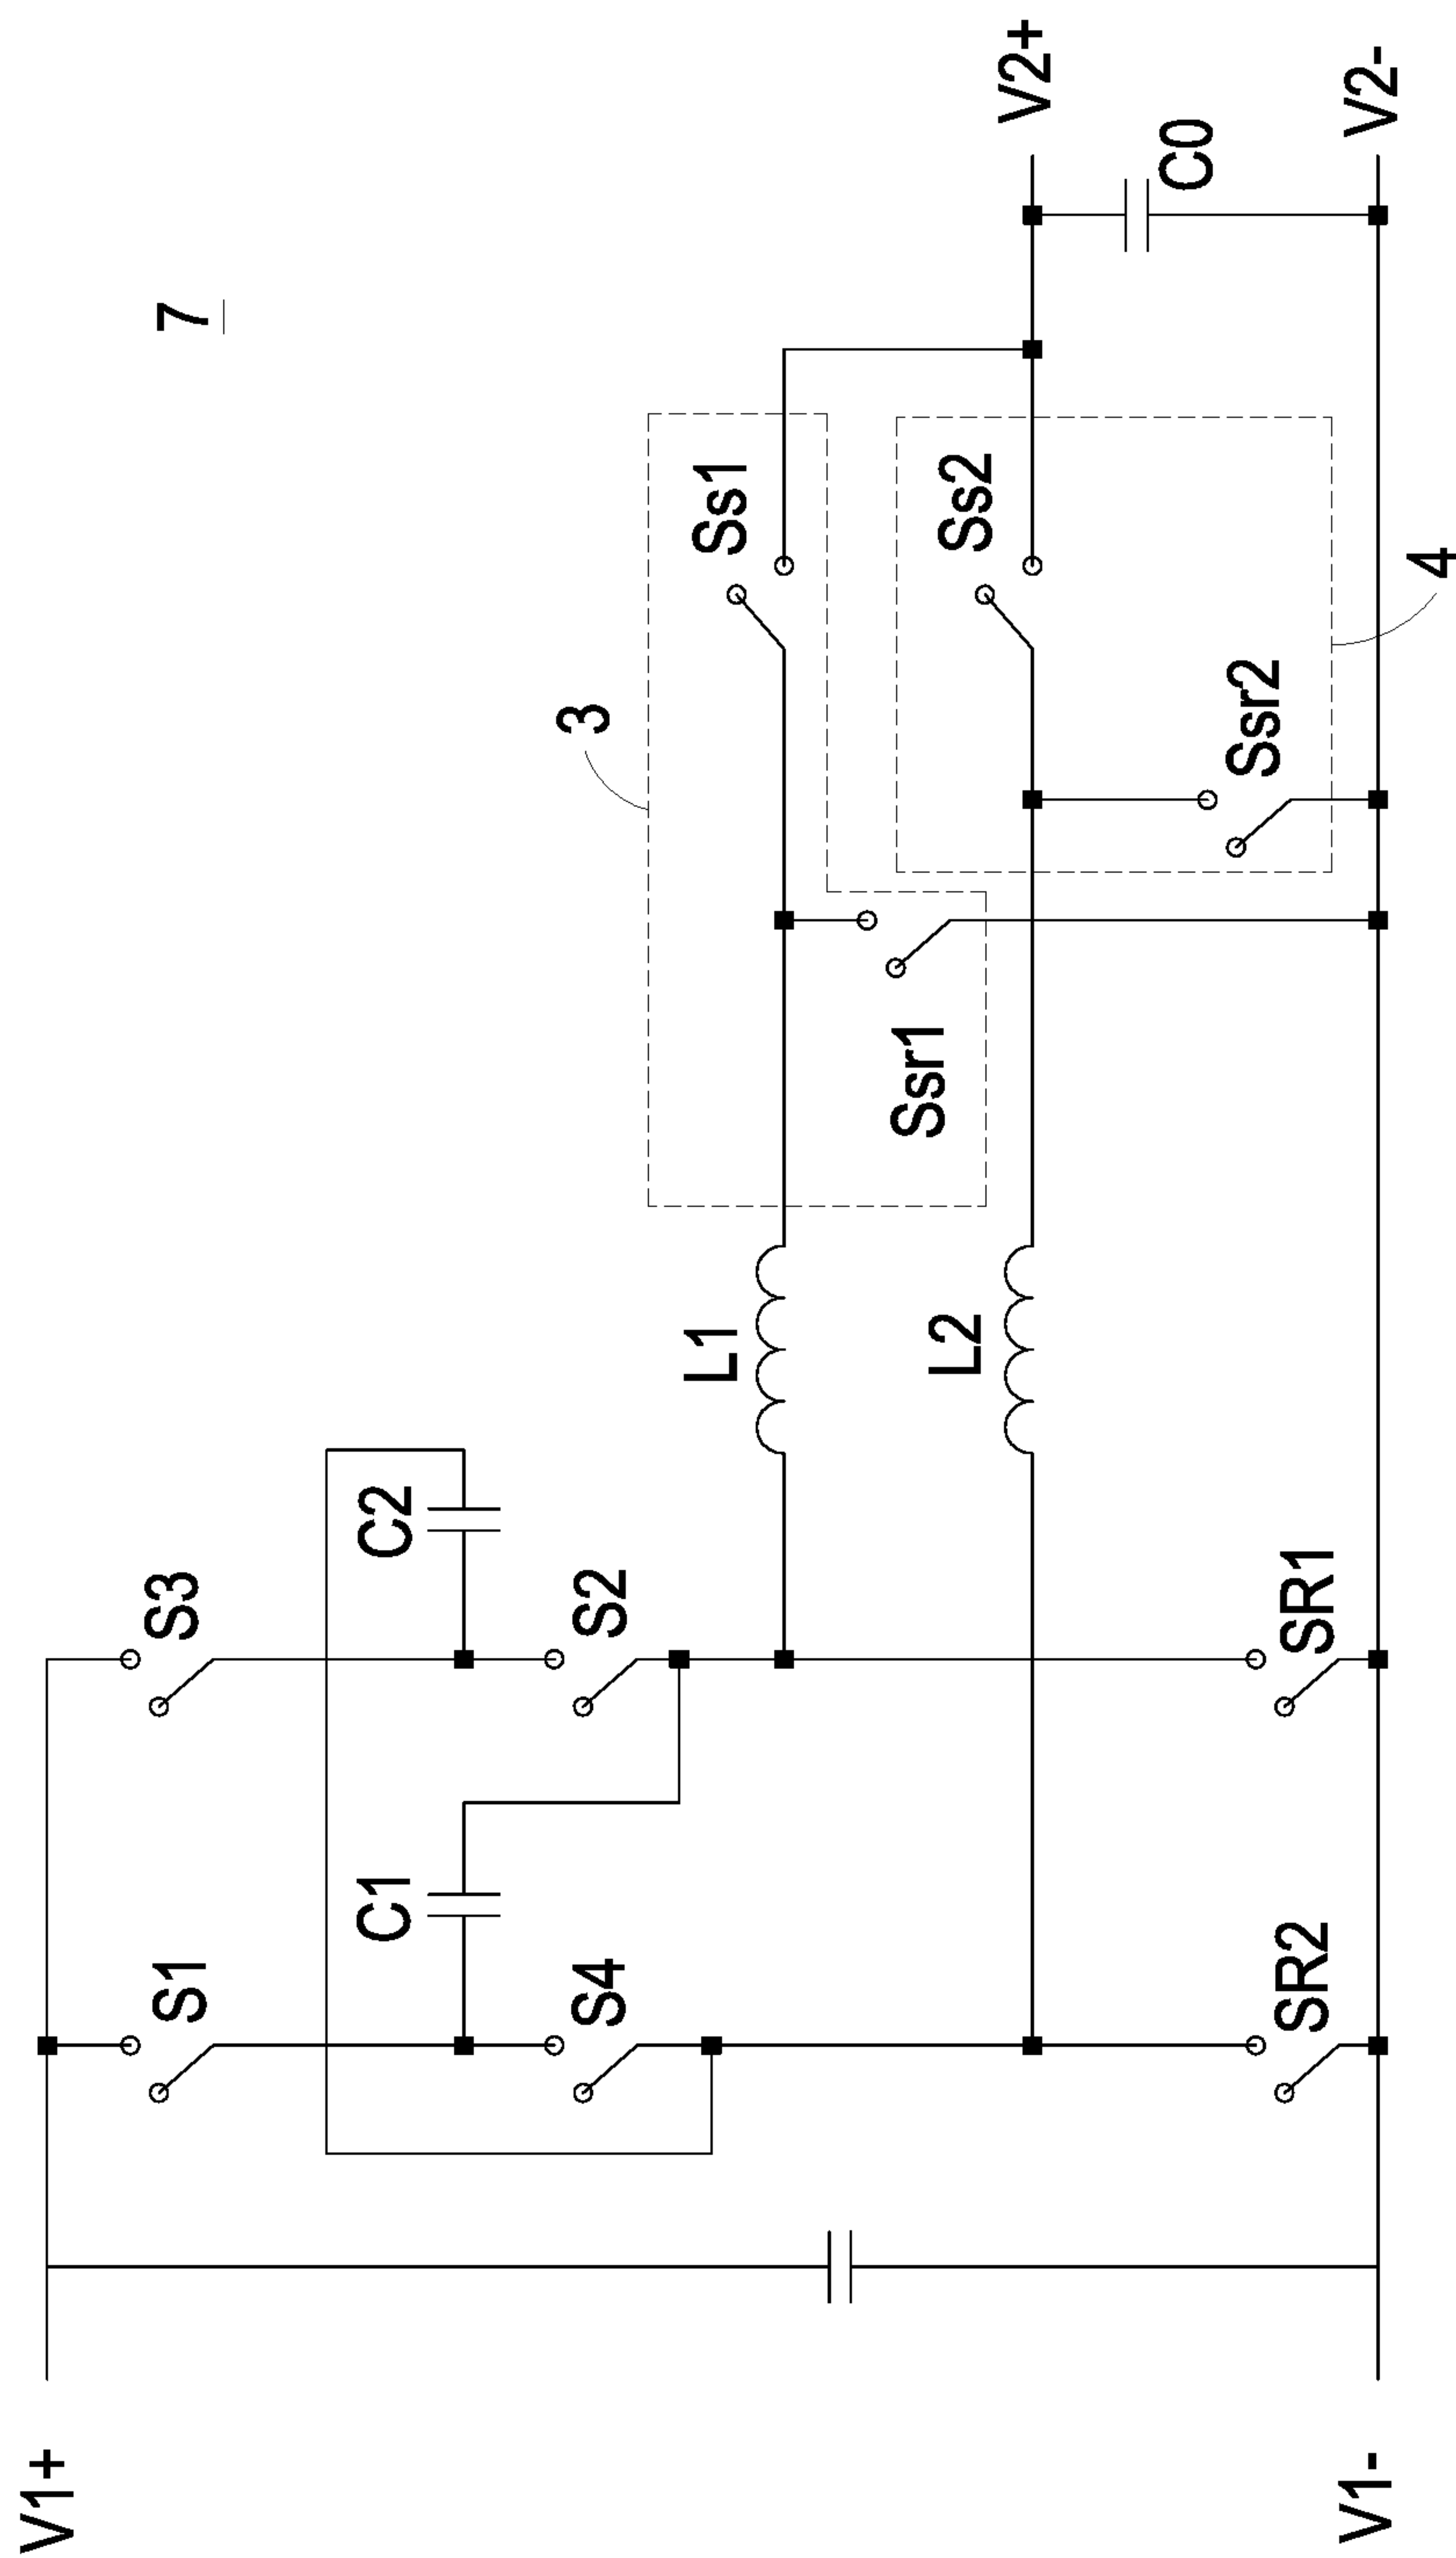 7
V1+
S1
S3
C1
C2
S4
S2
3
Ss1
V2+
L1
Ssr1
Ss2
C0
L2
Ssr2
SR2
SR1
4
V1-
V2-